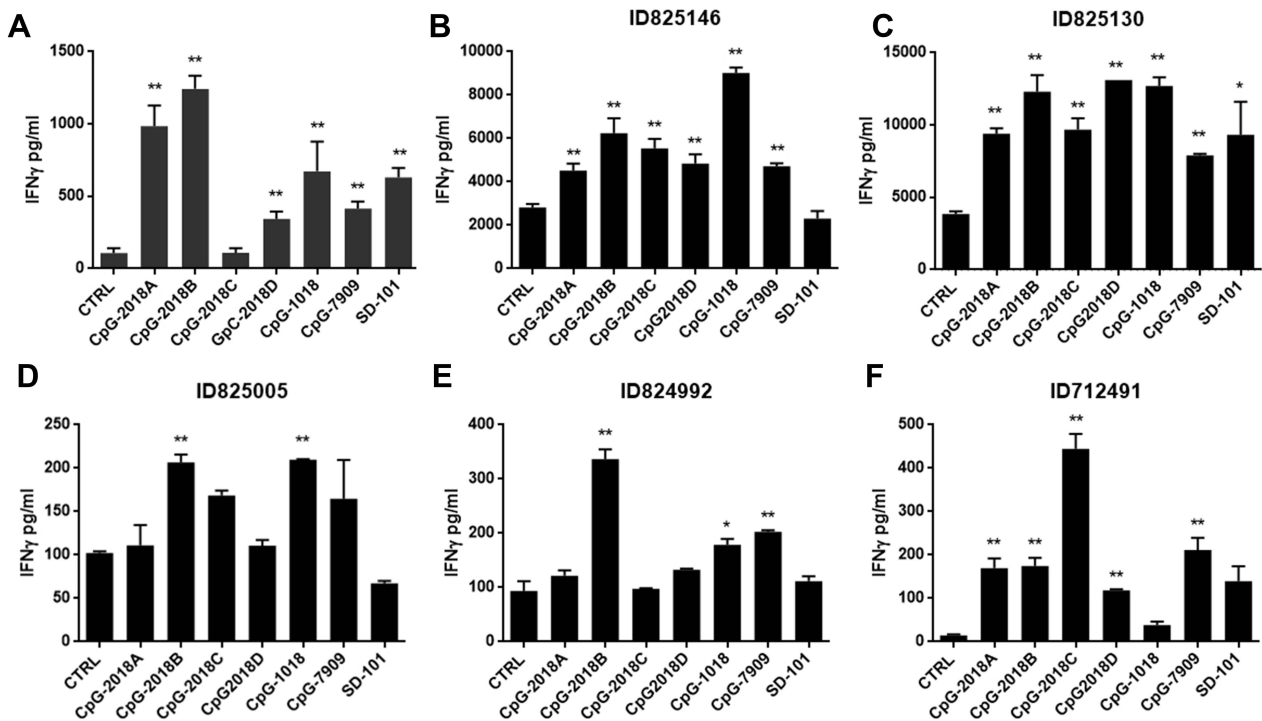 A
1500
1000
500
0
IFNγ pg/ml
** ** ** ** ** **
CTRL
CpG-2018A
CpG-2018B
CpG-2018C
GpC-2018D
CpG-1018
CpG-7909
SD-101
B
ID825146
10000
8000
6000
4000
2000
0
IFNγ pg/ml
** ** ** ** ** **
CTRL
CpG-2018A
CpG-2018B
CpG-2018C
CpG2018D
CpG-1018
CpG-7909
SD-101
C
ID825130
15000
10000
5000
0
IFNγ pg/ml
** ** ** ** ** ** *
CTRL
CpG-2018A
CpG-2018B
CpG-2018C
CpG2018D
CpG-1018
CpG-7909
SD-101
D
ID825005
250
200
150
100
50
0
IFNγ pg/ml
** **
CTRL
CpG-2018A
CpG-2018B
CpG-2018C
CpG2018D
CpG-1018
CpG-7909
SD-101
E
ID824992
400
300
200
100
0
IFNγ pg/ml
** * **
CTRL
CpG-2018A
CpG-2018B
CpG-2018C
CpG2018D
CpG-1018
CpG-7909
SD-101
F
ID712491
500
400
300
200
100
0
IFNγ pg/ml
** ** ** ** **
CTRL
CpG-2018A
CpG-2018B
CpG-2018C
CpG2018D
CpG-1018
CpG-7909
SD-101